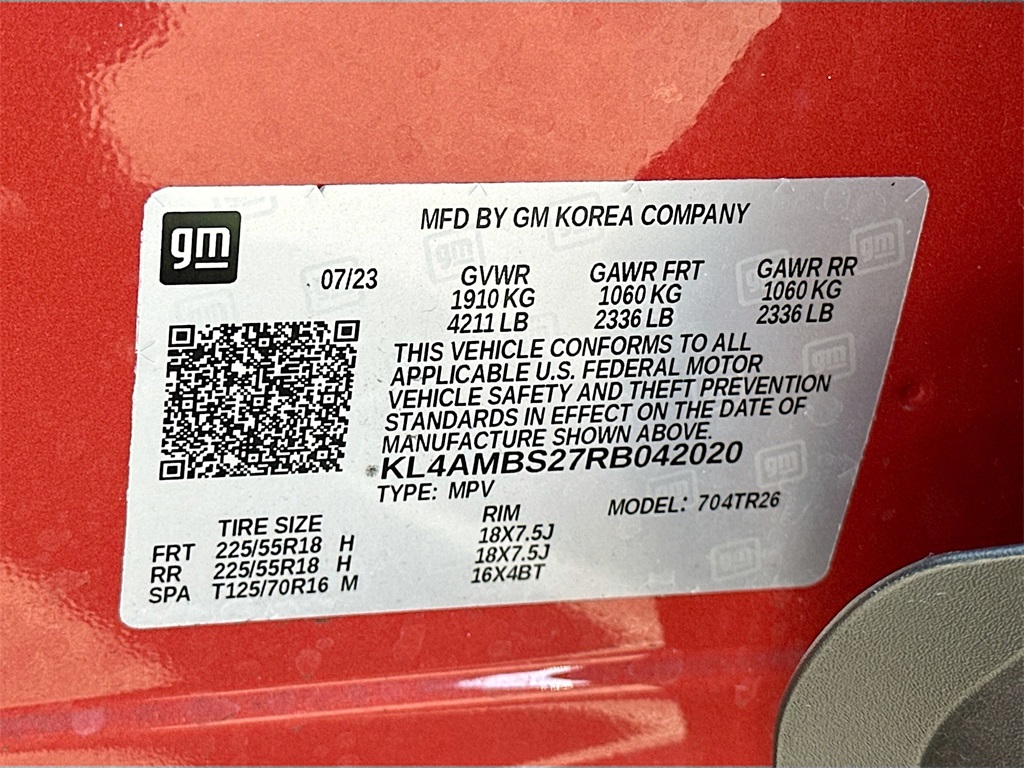 gm
MFD BY GM KOREA COMPANY
07/23
GVWR GAWR FRT GAWR RR
1910 KG 1060 KG 1060 KG
4211 LB 2336 LB 2336 LB
THIS VEHICLE CONFORMS TO ALL
APPLICABLE U.S. FEDERAL MOTOR
VEHICLE SAFETY AND THEFT PREVENTION
STANDARDS IN EFFECT ON THE DATE OF
MANUFACTURE SHOWN ABOVE.
KL4AMBS27RB042020
TYPE: MPV MODEL: 704TR26
TIRE SIZE RIM
FRT 225/55R18 H 18X7.5J
RR 225/55R18 H 18X7.5J
SPA T125/70R16 M 16X4BT